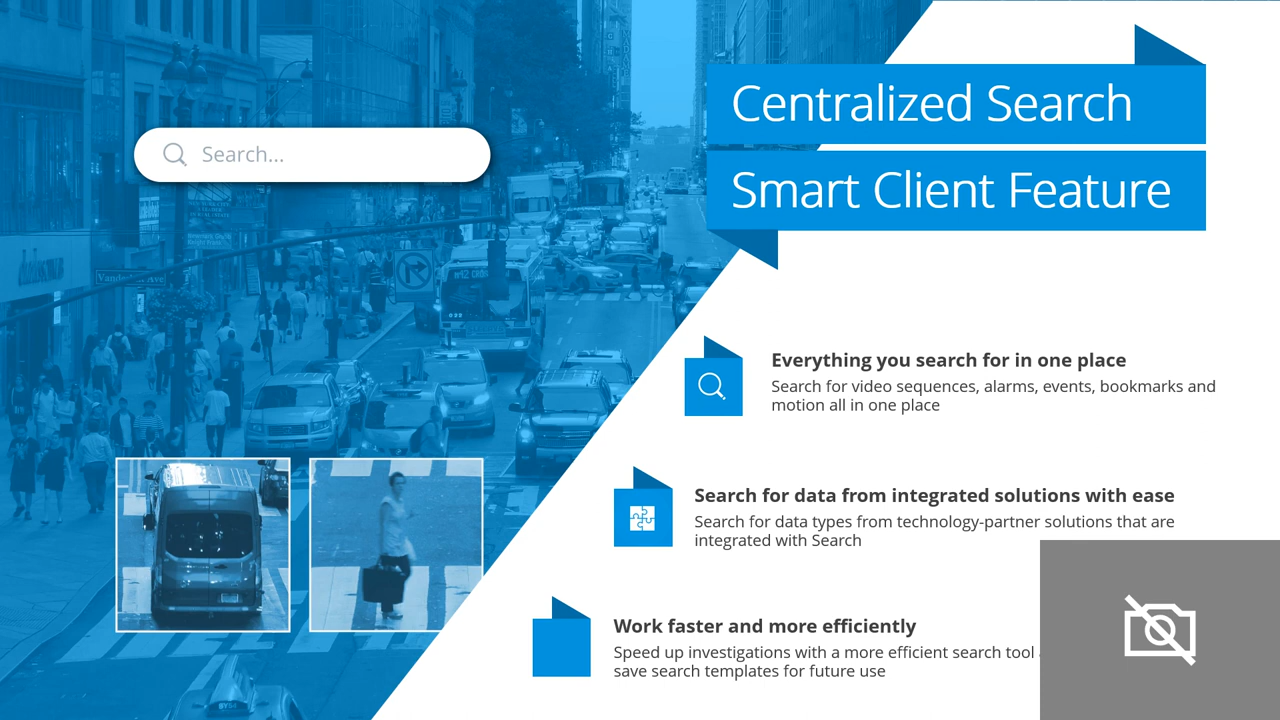 Centralized Search
Smart Client Feature
Search...
Everything you search for in one place
Search for video sequences, alarms, events, bookmarks and
motion all in one place
Search for data from integrated solutions with ease
Search for data types from technology-partner solutions that are
integrated with Search
Work faster and more efficiently
Speed up investigations with a more efficient search tool
save search templates for future use